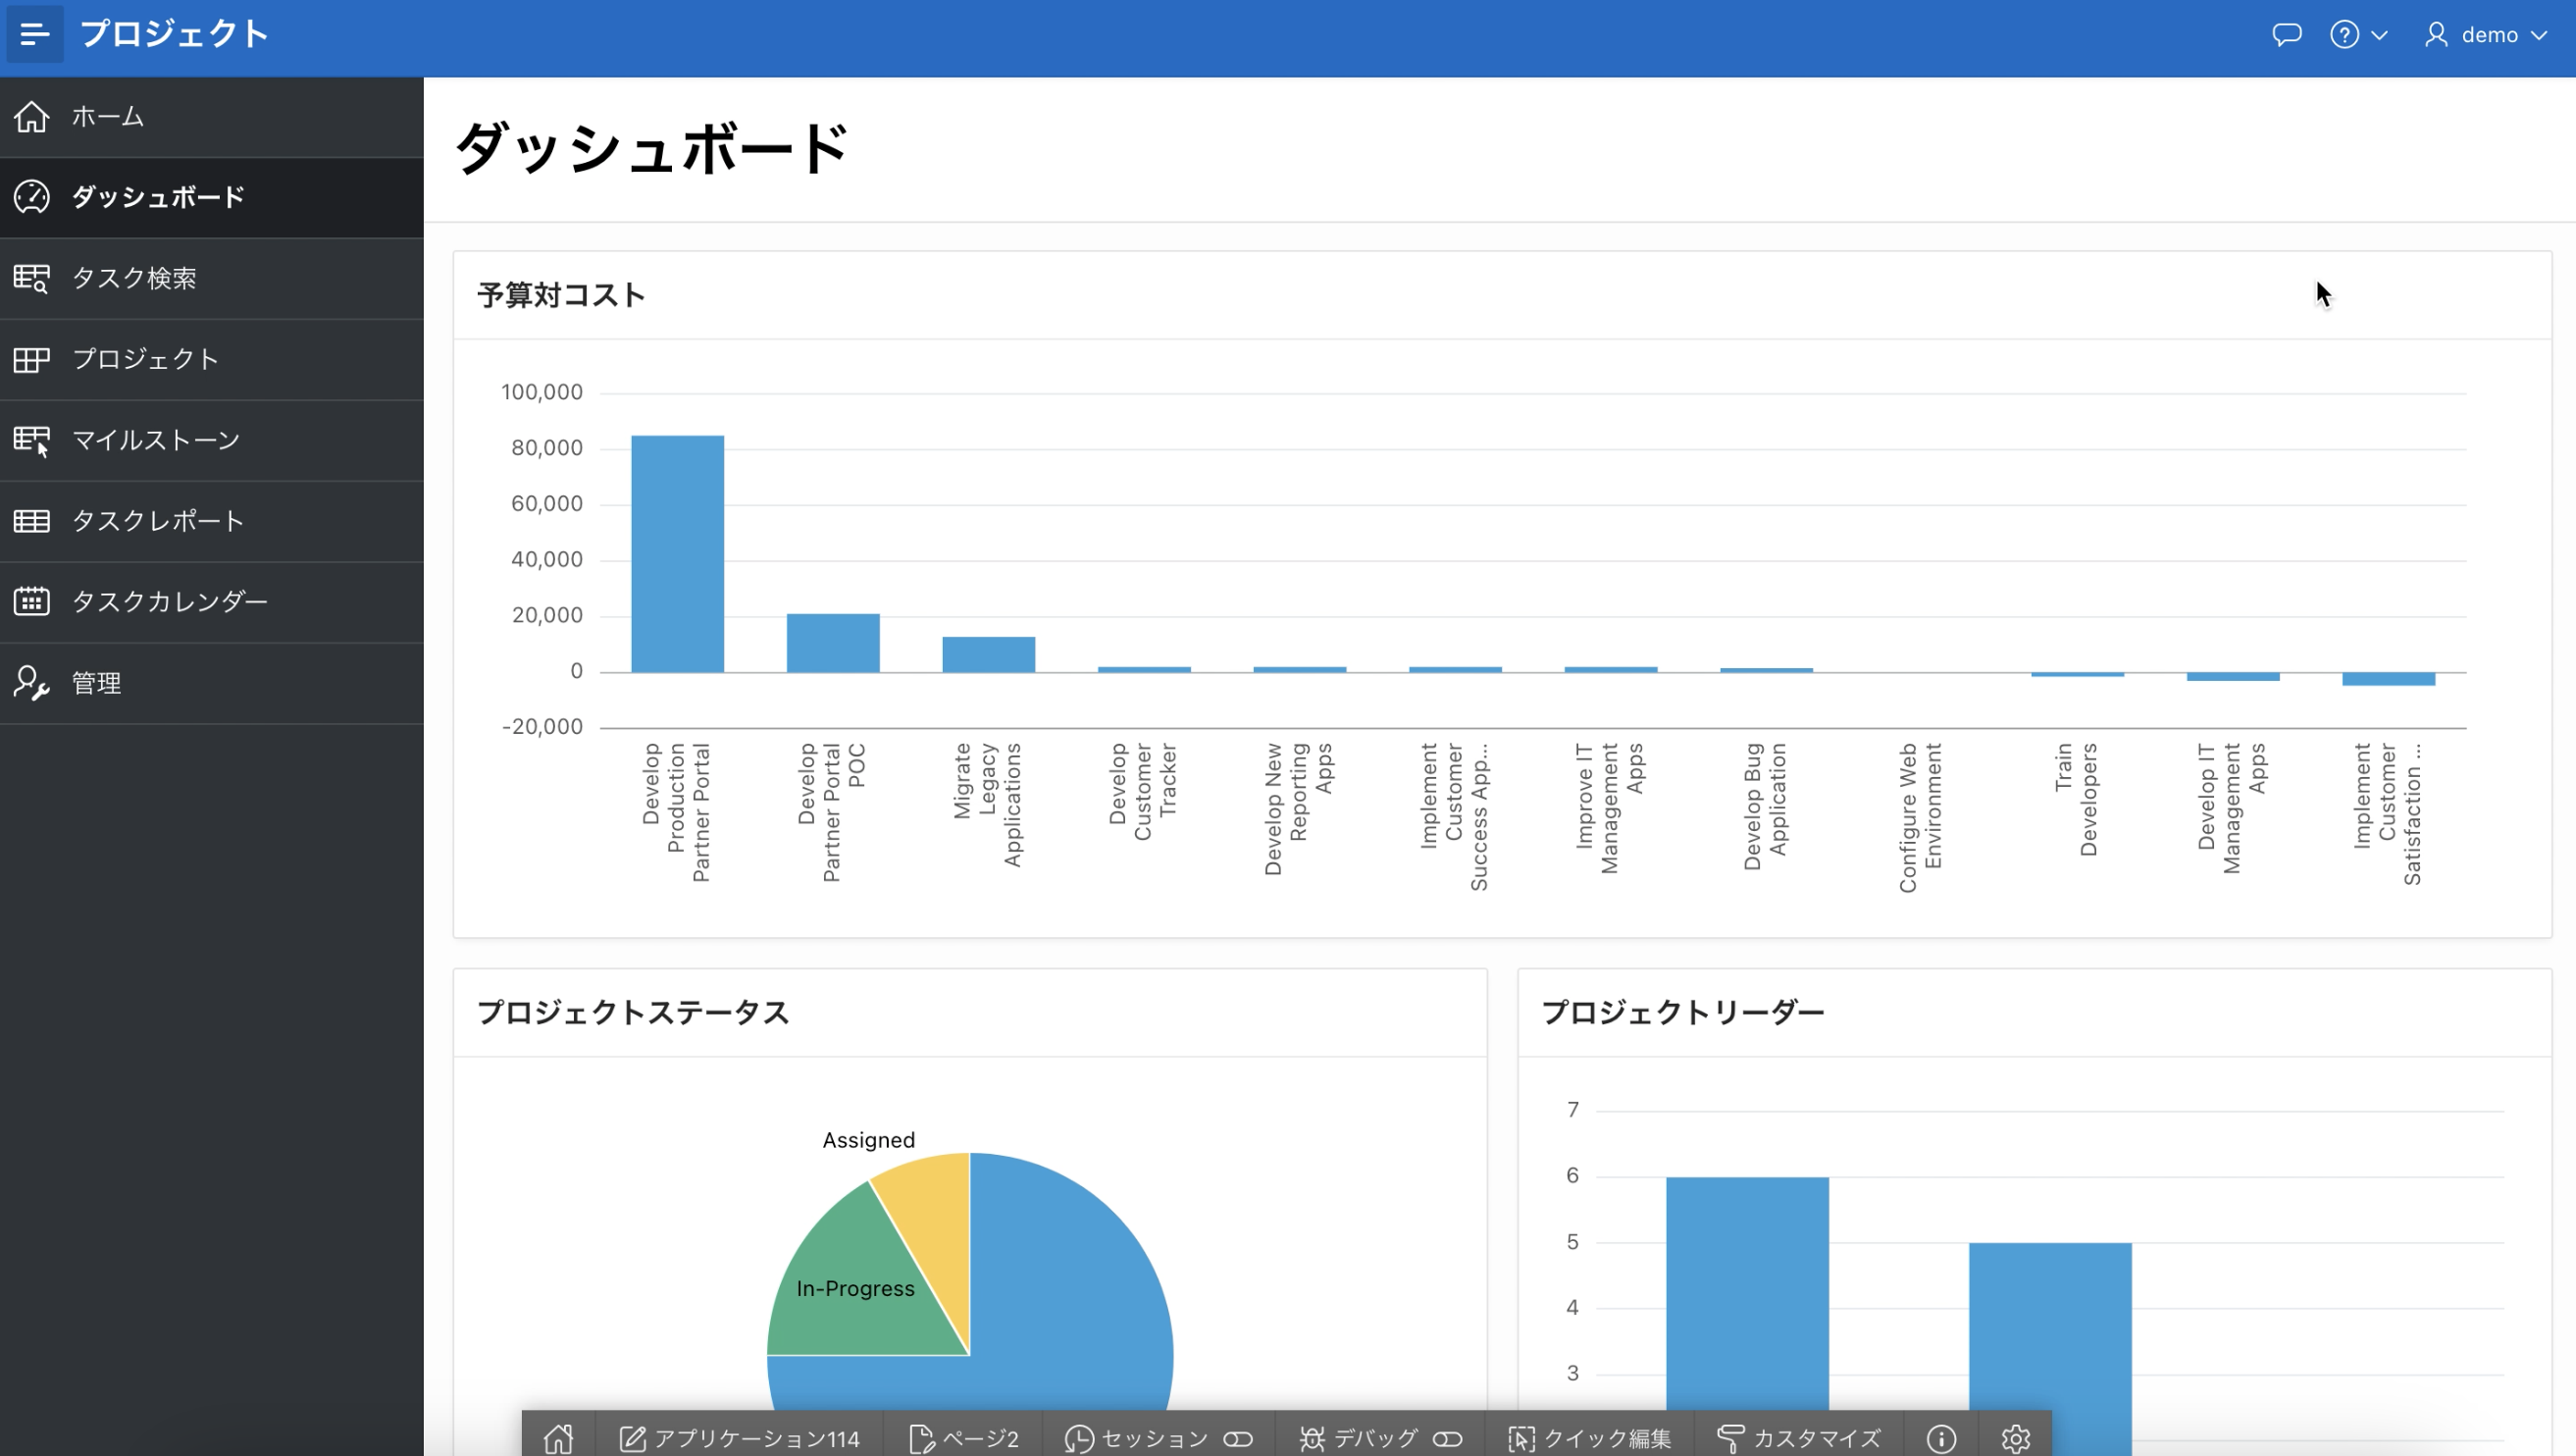 プロジェクト
demo
ホーム
ダッシュボード
タスク検索
プロジェクト
マイルストーン
タスクレポート
タスクカレンダー
管理
ダッシュボード
予算対コスト
100,000
80,000
60,000
40,000
20,000
0
-20,000
Develop
Production
Partner Portal
Develop
Partner Portal
POC
Migrate
Legacy
Applications
Develop
Customer
Tracker
Develop New
Reporting
Apps
Implement
Customer
Success App...
Improve IT
Management
Apps
Develop Bug
Application
Configure Web
Environment
Train
Developers
Develop IT
Management
Apps
Implement
Customer
Satisfaction ...
プロジェクトステータス
Assigned
In-Progress
プロジェクトリーダー
7
6
5
4
3
アプリケーション114
ページ2
セッション
デバッグ
クイック編集
カスタマイズ